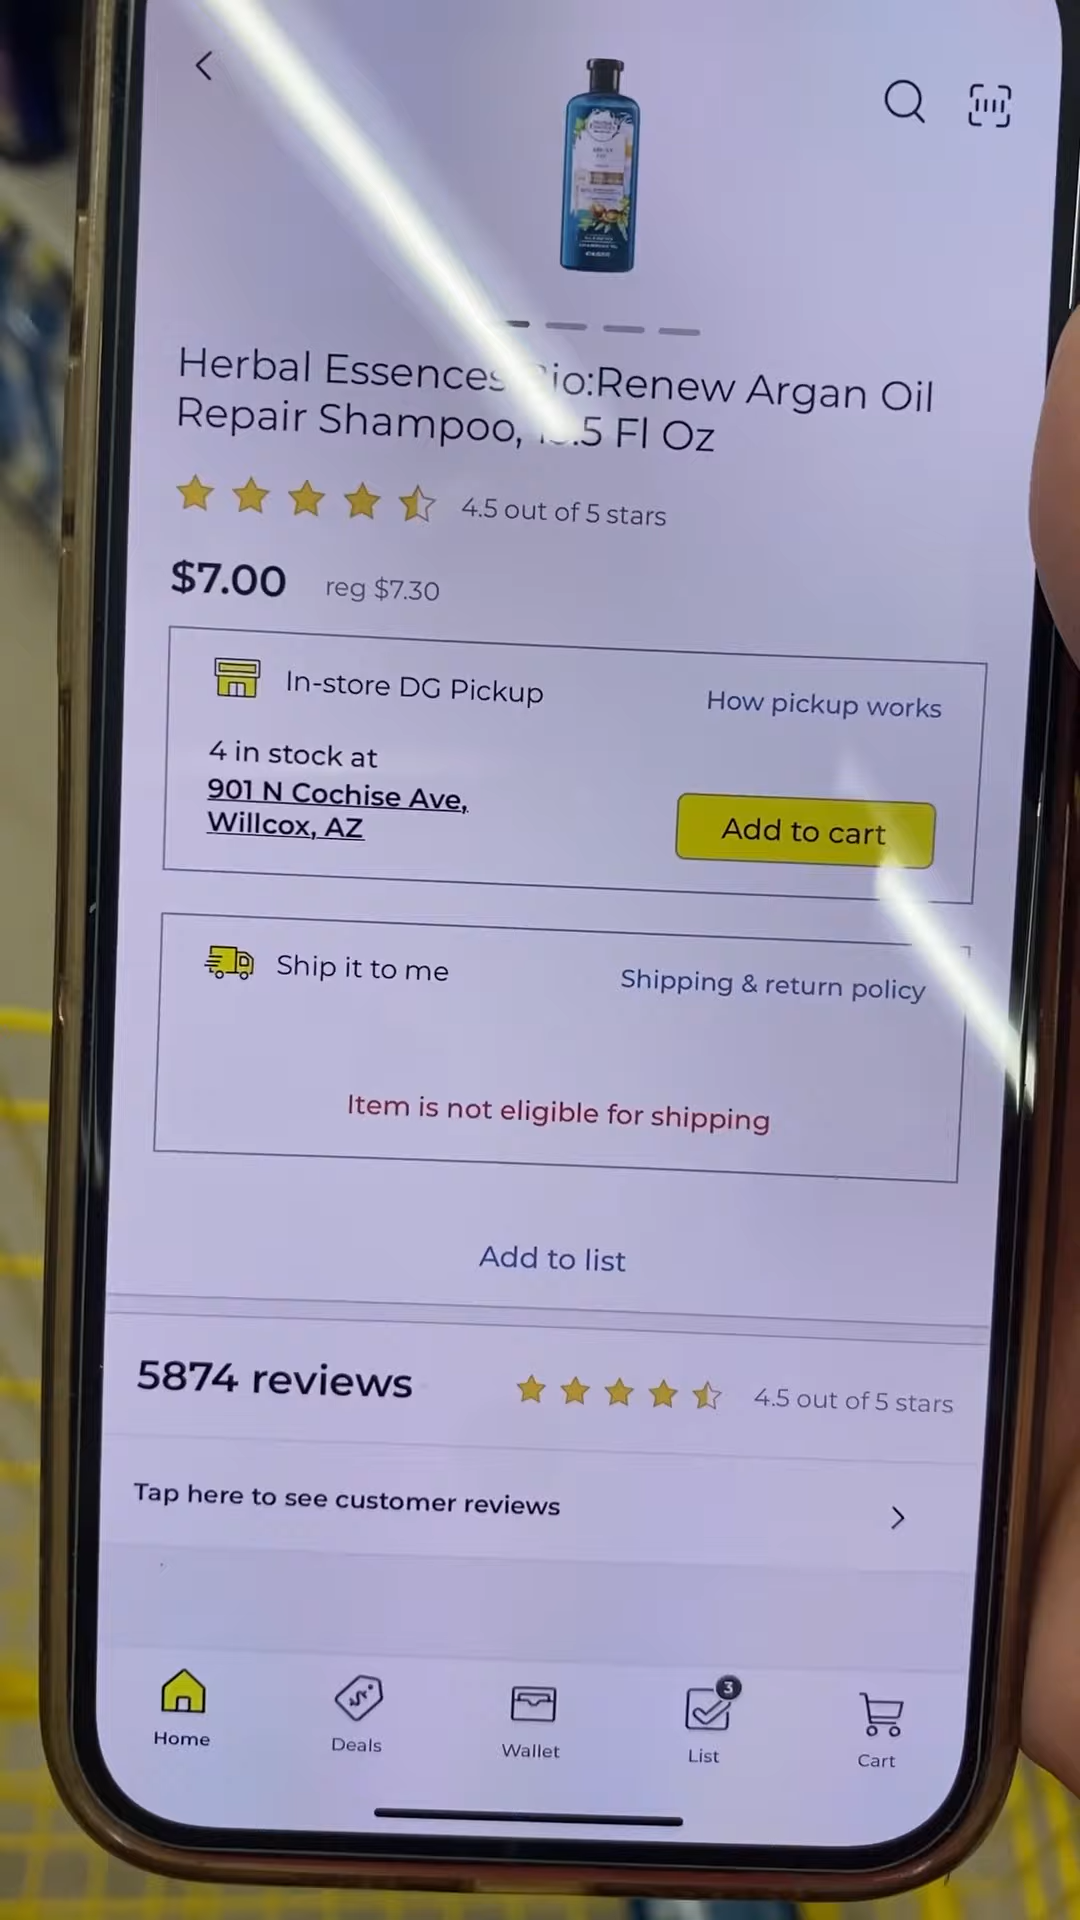 Herbal Essences Bio:Renew Argan Oil
Repair Shampoo, .5 Fl Oz
4.5 out of 5 stars
$7.00 reg $7.30
In-store DG Pickup
How pickup works
4 in stock at
901 N Cochise Ave,
Willcox, AZ
Add to cart
Ship it to me
Shipping & return policy
Item is not eligible for shipping
Add to list
5874 reviews
4.5 out of 5 stars
Tap here to see customer reviews
Home
Deals
Wallet
3
List
Cart